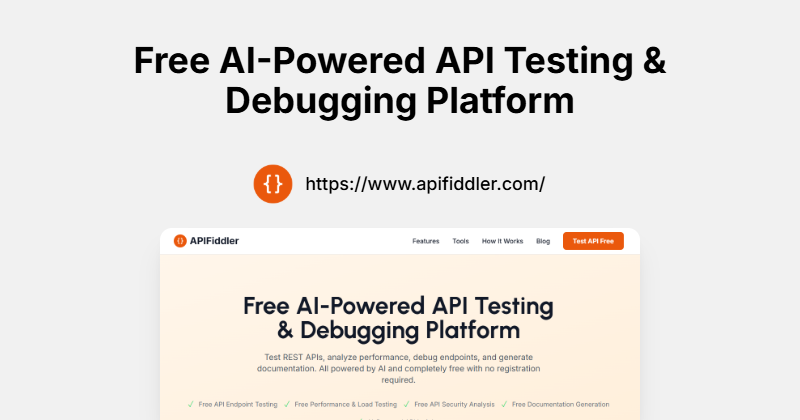 Free AI-Powered API Testing &
Debugging Platform
{} https://www.apifiddler.com/
{} APIFiddler Features Tools How It Works Blog Test API Free
Free AI-Powered API Testing
& Debugging Platform
Test REST APIs, analyze performance, debug endpoints, and generate
documentation. All powered by AI and completely free with no registration
required.
✓ Free API Endpoint Testing ✓ Free Performance & Load Testing ✓ Free API Security Analysis ✓ Free Documentation Generation